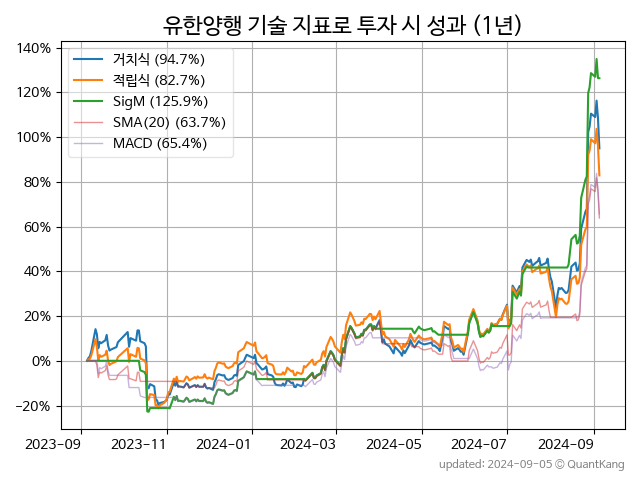 유한양행 기술 지표로 투자 시 성과 (1년)
140%
120%
100%
80%
60%
40%
20%
0%
−20%
거치식 (94.7%)
적립식 (82.7%)
SigM (125.9%)
SMA(20) (63.7%)
MACD (65.4%)
2023-09 2023-11 2024-01 2024-03 2024-05 2024-07 2024-09
updated: 2024-09-05 © QuantKang